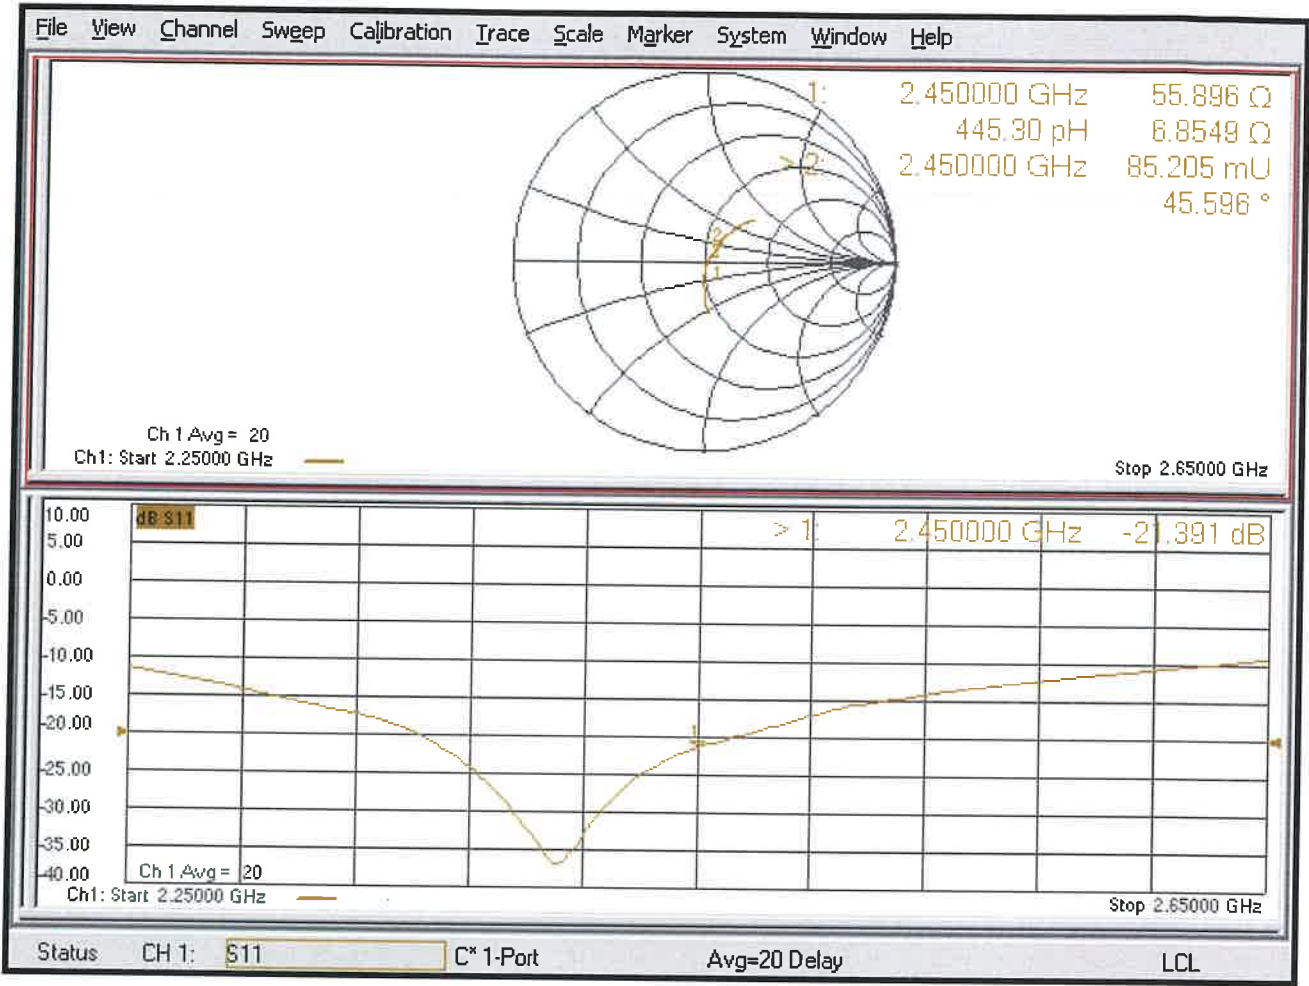 File View Channel Sweep Calibration Trace Scale Marker System Window Help
1: 2.450000 GHz 55.896 Ω
445.30 pH 6.8549 Ω
> 2: 2.450000 GHz 85.205 mU
45.596 °
2
1
Ch 1 Avg = 20
Ch1: Start 2.25000 GHz
Stop 2.65000 GHz
10.00
5.00
0.00
-5.00
-10.00
-15.00
-20.00
-25.00
-30.00
-35.00
-40.00
dB S11
> 1: 2.450000 GHz -21.391 dB
1
Ch 1 Avg = 20
Ch1: Start 2.25000 GHz
Stop 2.65000 GHz
Status CH 1: S11 C* 1-Port Avg=20 Delay LCL